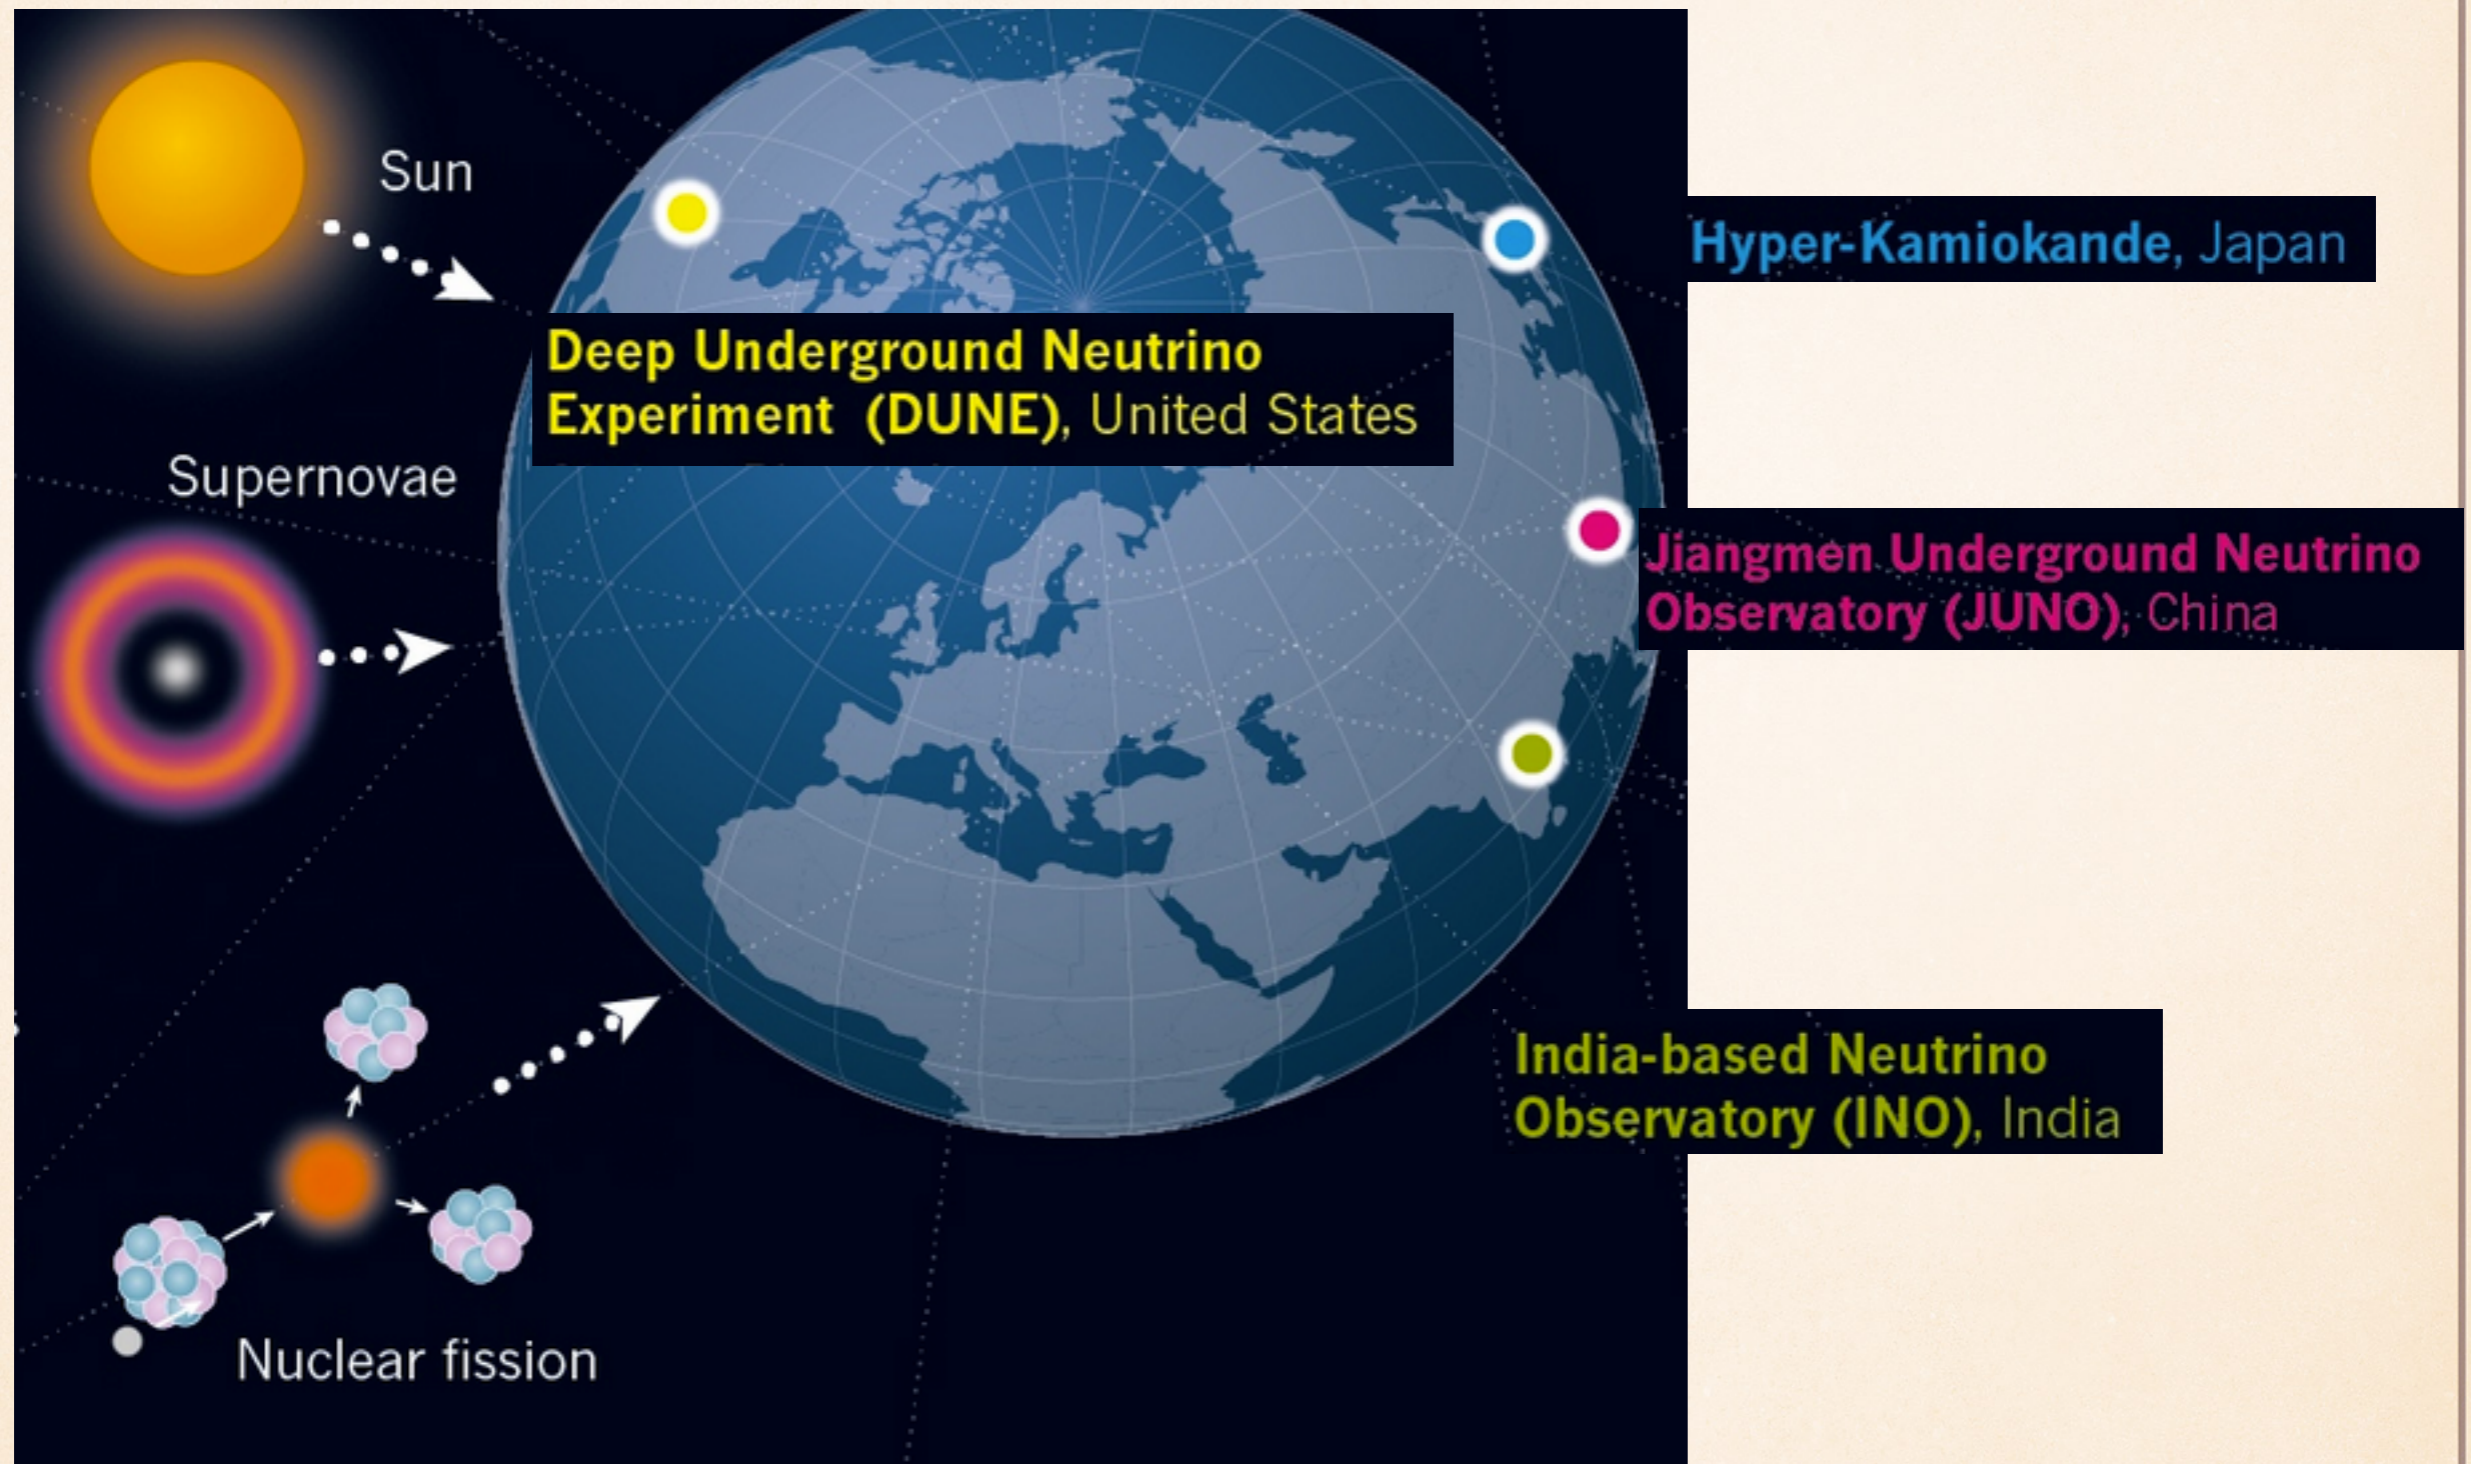 Sun
Hyper-Kamiokande, Japan
Deep Underground Neutrino
Experiment (DUNE), United States
Supernovae
Jiangmen Underground Neutrino
Observatory (JUNO), China
India-based Neutrino
Observatory (INO), India
Nuclear fission